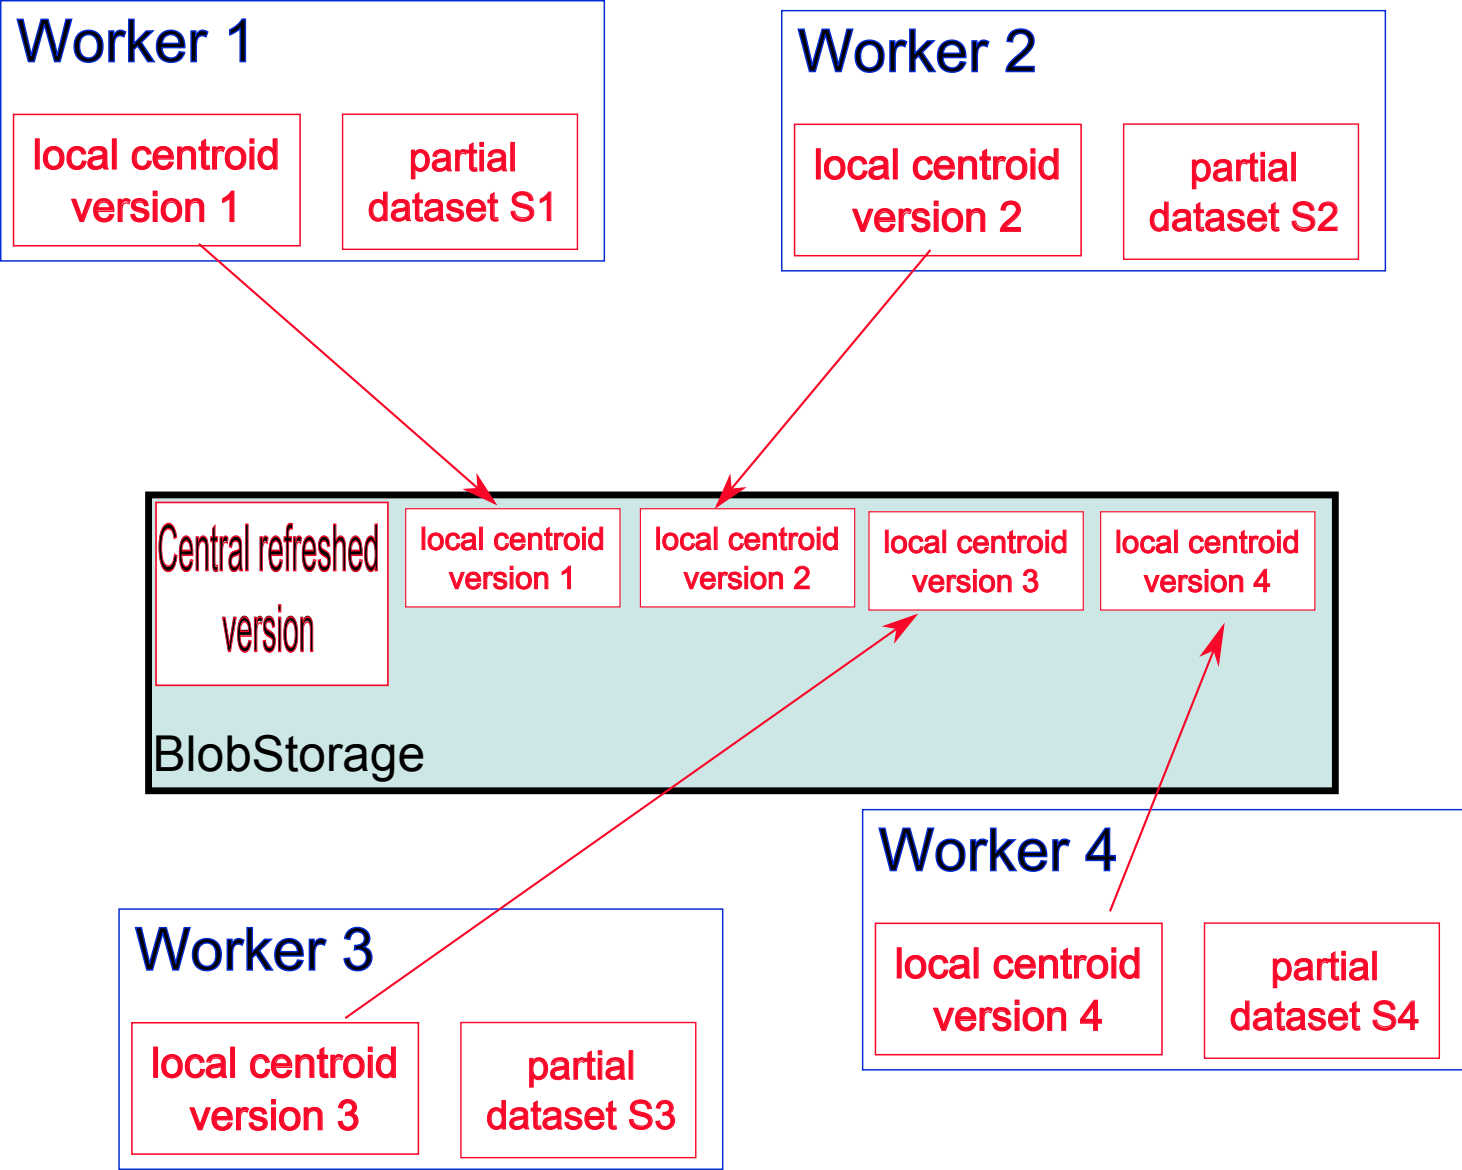 Worker 1
local centroid
version 1
partial
dataset S1
Worker 2
local centroid
version 2
partial
dataset S2
Central refreshed
version
local centroid
version 1
local centroid
version 2
local centroid
version 3
local centroid
version 4
BlobStorage
Worker 3
local centroid
version 3
partial
dataset S3
Worker 4
local centroid
version 4
partial
dataset S4